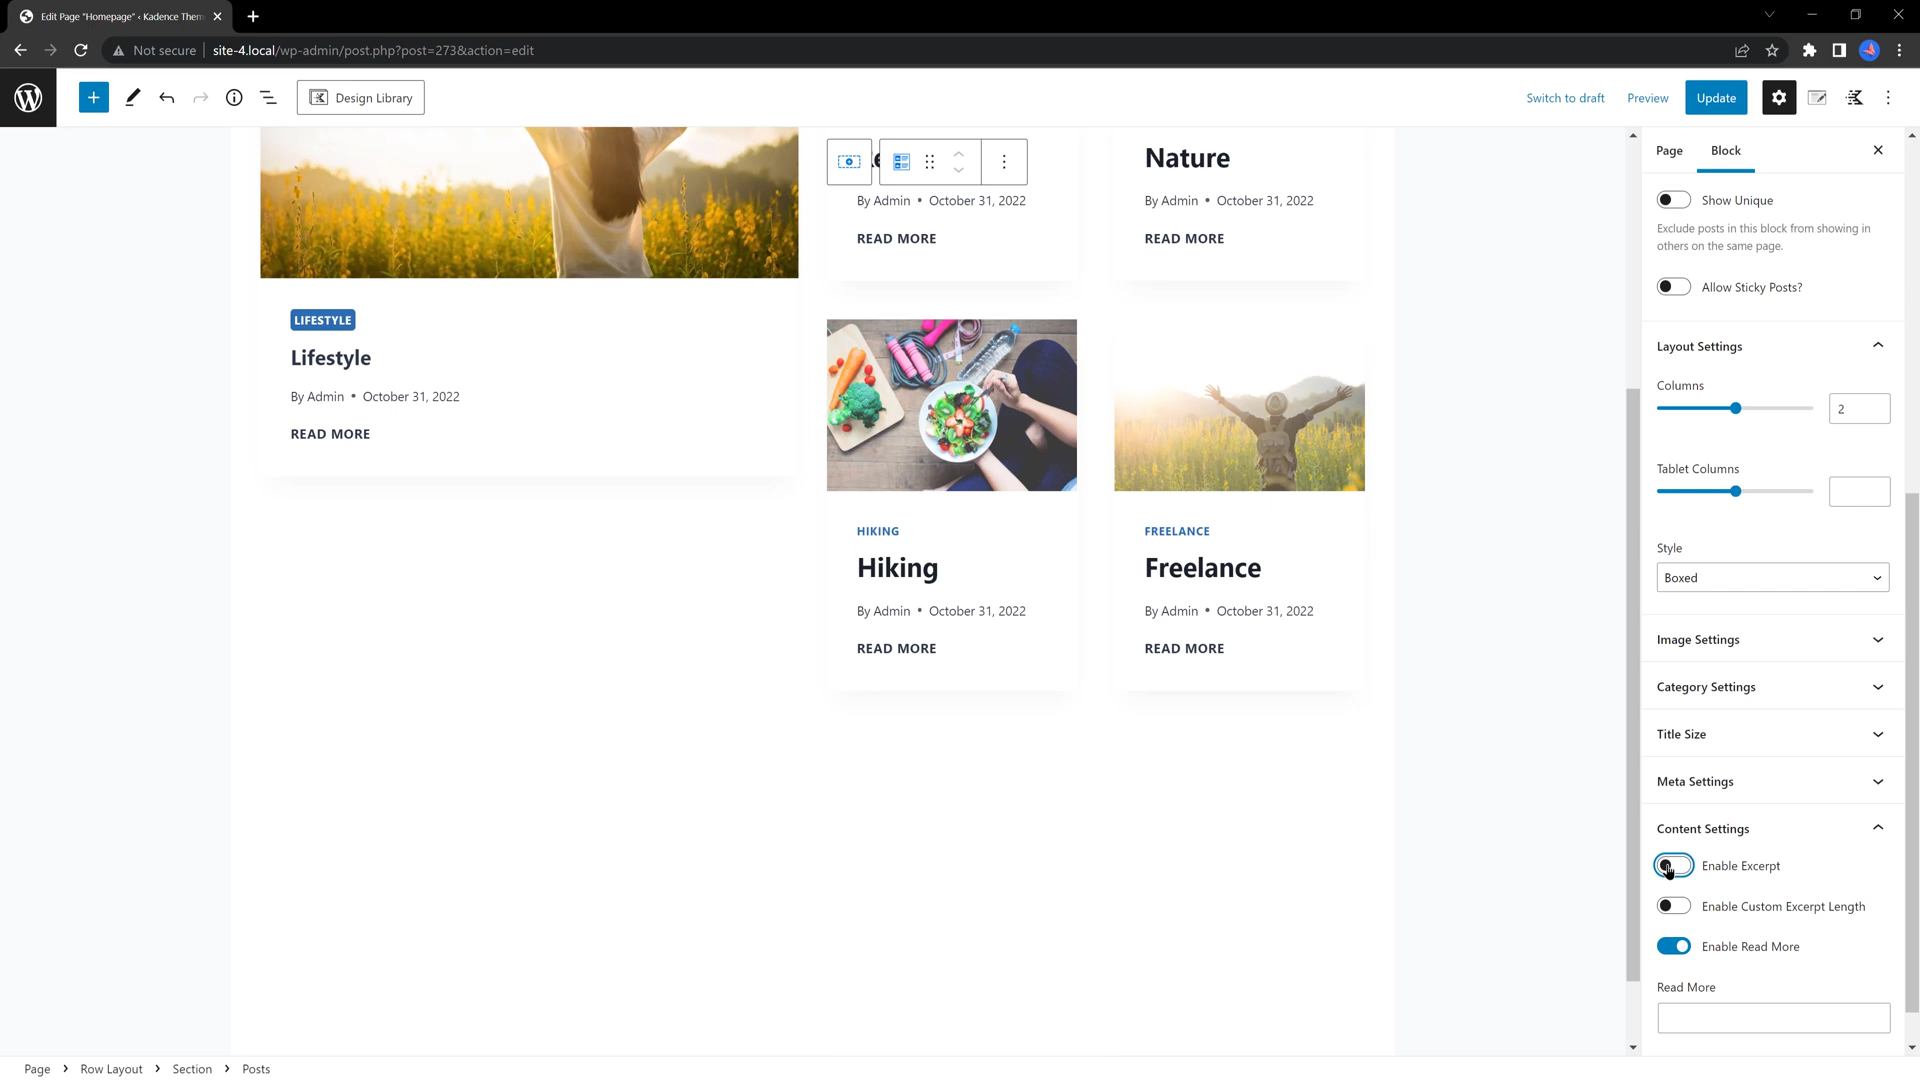 Edit Page "Homepage" ‹ Kadence Them
Not secure site-4.local/wp-admin/post.php?post=273&action=edit
Design Library
Switch to draft Preview Update
Page Block
Nature
By Admin • October 31, 2022
READ MORE
By Admin • October 31, 2022
READ MORE
LIFESTYLE
Lifestyle
By Admin • October 31, 2022
READ MORE
HIKING
Hiking
By Admin • October 31, 2022
READ MORE
FREELANCE
Freelance
By Admin • October 31, 2022
READ MORE
Show Unique
Exclude posts in this block from showing in
others on the same page.
Allow Sticky Posts?
Layout Settings
Columns
2
Tablet Columns
Style
Boxed
Image Settings
Category Settings
Title Size
Meta Settings
Content Settings
Enable Excerpt
Enable Custom Excerpt Length
Enable Read More
Read More
Page Row Layout Section Posts